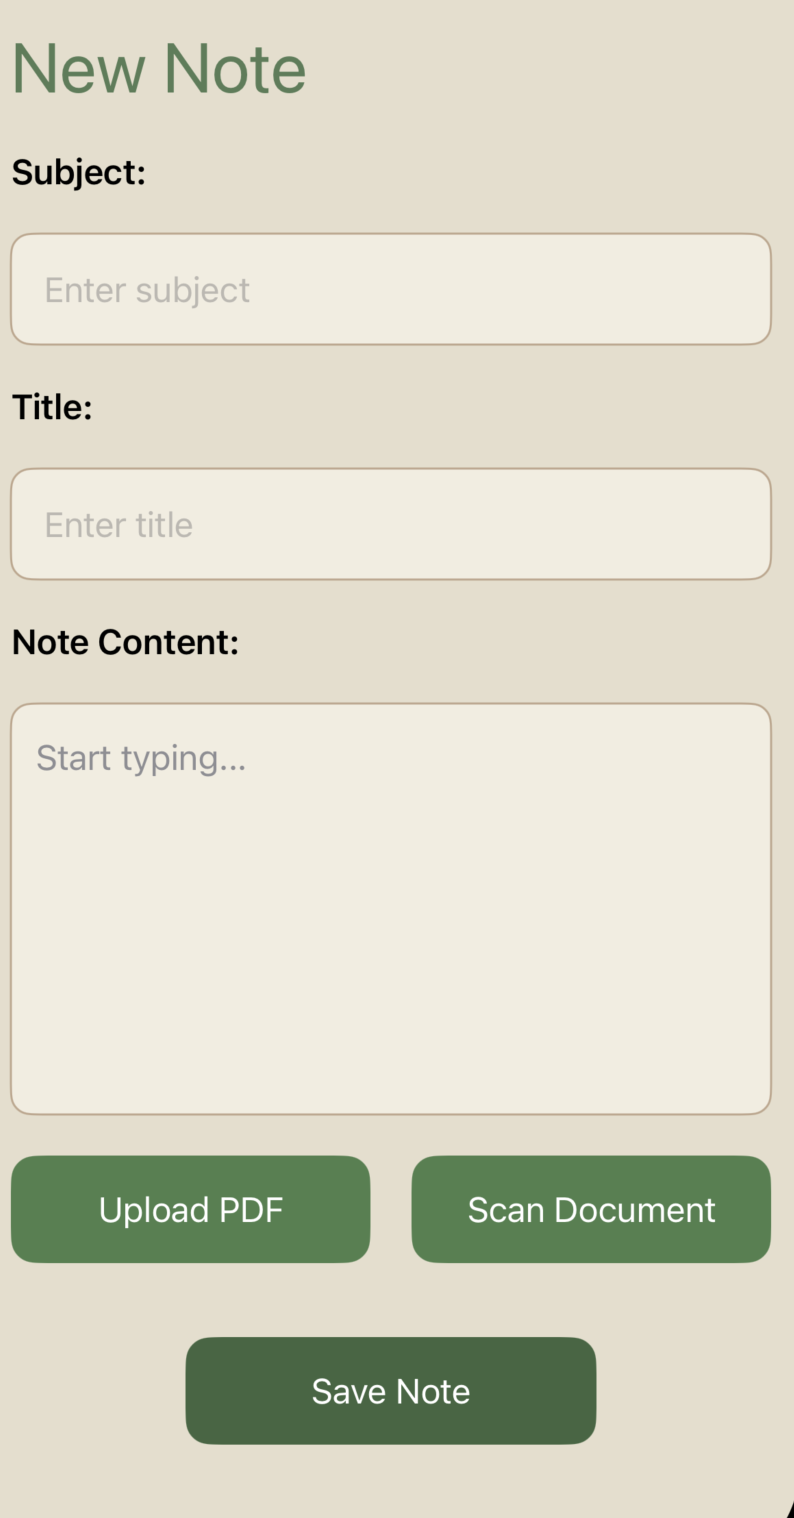 New Note
Subject:
Enter subject
Title:
Enter title
Note Content:
Start typing...
Upload PDF
Scan Document
Save Note